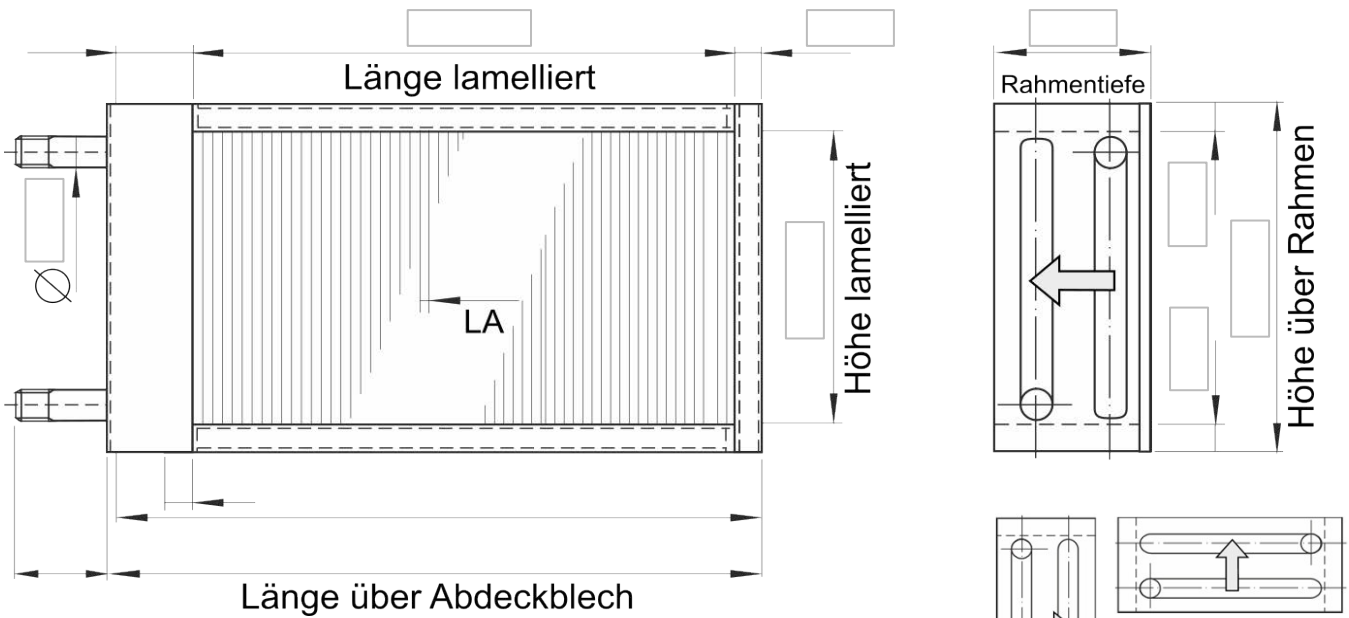 Länge lamelliert
Rahmentiefe
Höhe lamelliert
Höhe über Rahmen
LA
Länge über Abdeckblech